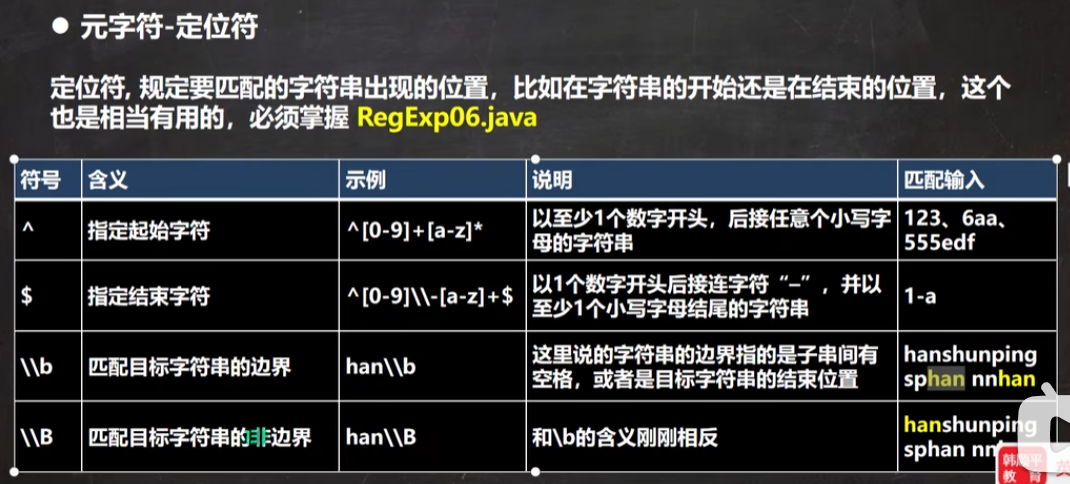 ● 元字符-定位符
定位符, 规定要匹配的字符串出现的位置，比如在字符串的开始还是在结束的位置，这个
也是相当有用的，必须掌握 RegExp06.java
符号 含义 示例 说明 匹配输入
^ 指定起始字符 ^[0-9]+[a-z]* 以至少1个数字开头，后接任意个小写字
母的字符串 123、6aa、
555edf
$ 指定结束字符 ^[0-9]\\-[a-z]+$ 以1个数字开头后接连字符“–”，并以
至少1个小写字母结尾的字符串 1-a
\\b 匹配目标字符串的边界 han\\b 这里说的字符串的边界指的是子串间有
空格，或者是目标字符串的结束位置 hanshunping
sphan nnhan
\\B 匹配目标字符串的非边界 han\\B 和\b的含义刚刚相反 hanshunping
sphan nn
韩顺平
教育
英